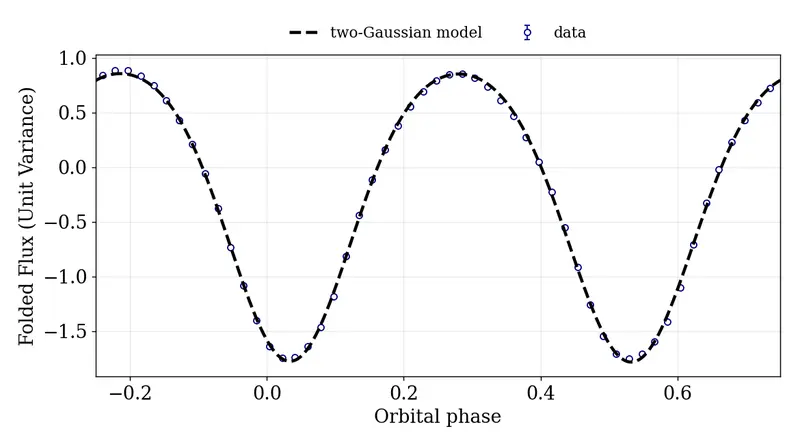 two-Gaussian model data
Folded Flux (Unit Variance)
1.0
0.5
0.0
−0.5
−1.0
−1.5
−0.2 0.0 0.2 0.4 0.6
Orbital phase